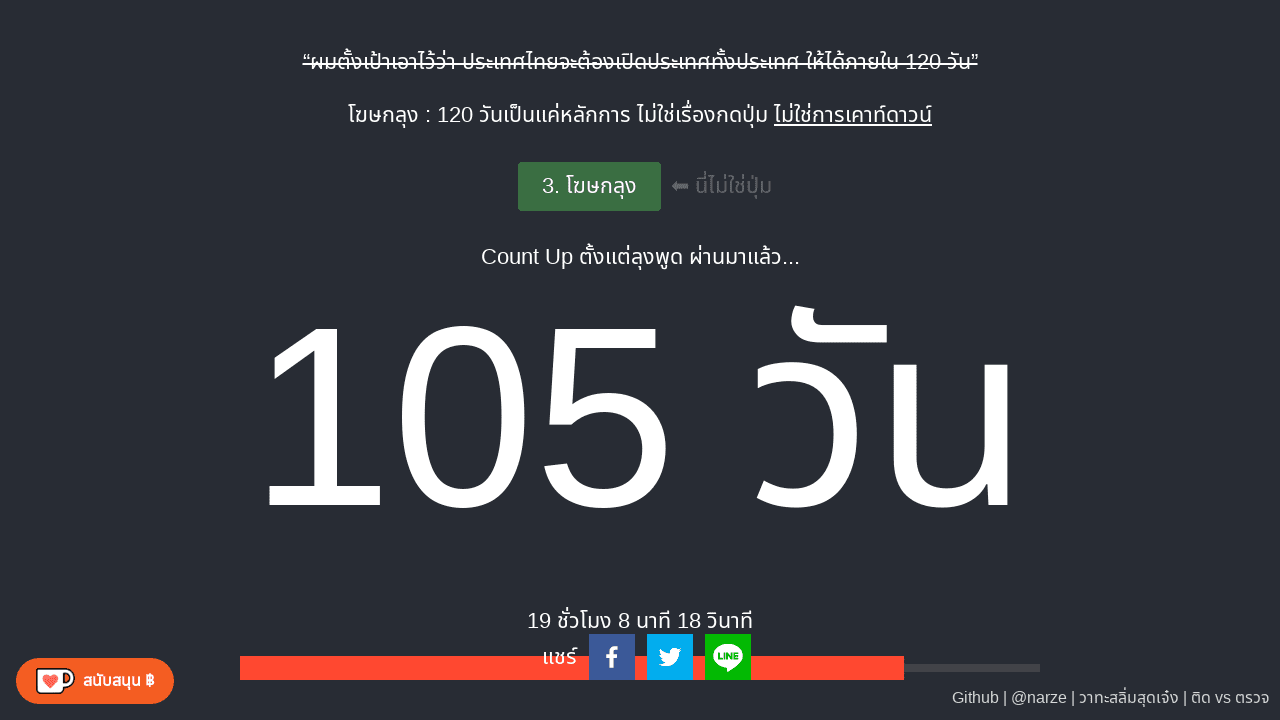 “ผมตั้งเป้าเอาไว้ว่า ประเทศไทยจะต้องเปิดประเทศทั้งประเทศ ให้ได้ภายใน 120 วัน”
โฆษกลุง : 120 วันเป็นแค่หลักการ ไม่ใช่เรื่องกดปุ่ม ไม่ใช่การเคาท์ดาวน์
3. โฆษกลุง ⬅ นี่ไม่ใช่ปุ่ม
Count Up ตั้งแต่ลุงพูด ผ่านมาแล้ว...
105 วัน
19 ชั่วโมง 8 นาที 18 วินาที
แชร์ LINE
สนับสนุน ฿
Github | @narze | วาทะสลิ่มสุดเจ๋ง | ติด vs ตรวจ